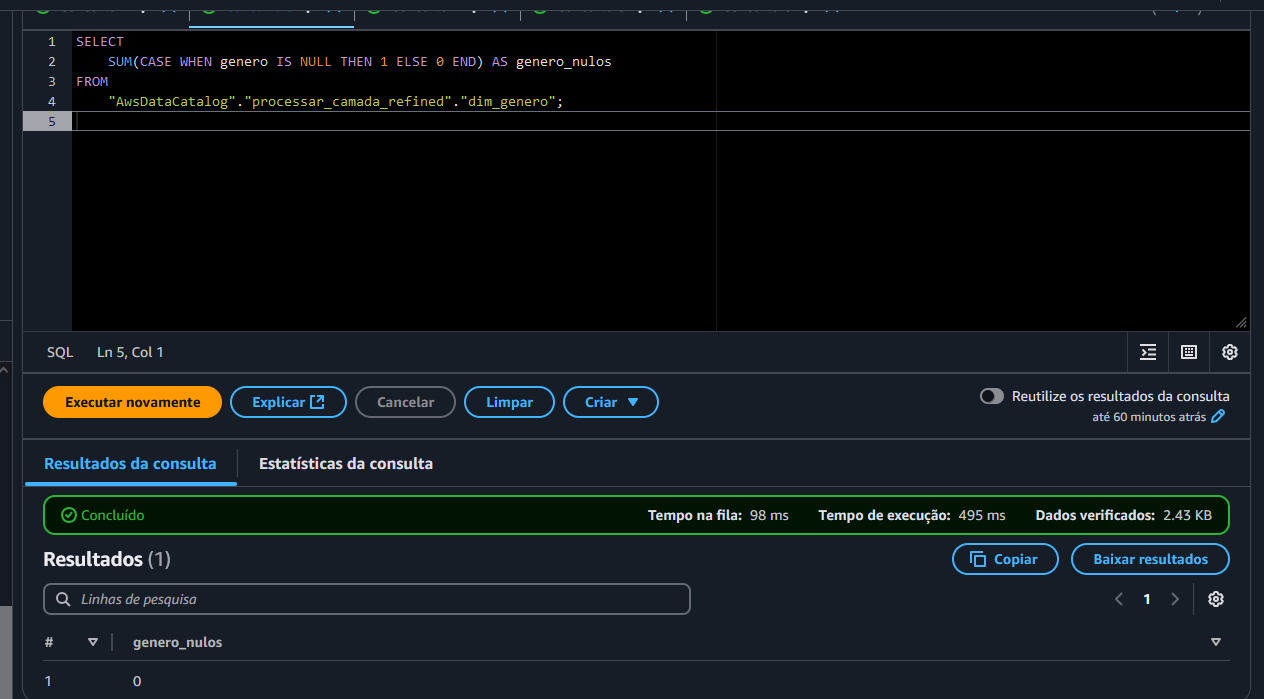 1 SELECT
2 SUM(CASE WHEN genero IS NULL THEN 1 ELSE 0 END) AS genero_nulos
3 FROM
4 "AwsDataCatalog"."processar_camada_refined"."dim_genero";
5
SQL Ln 5, Col 1
Executar novamente Explicar Cancelar Limpar Criar
Reutilize os resultados da consulta
até 60 minutos atrás
Resultados da consulta Estatísticas da consulta
Concluído Tempo na fila: 98 ms Tempo de execução: 495 ms Dados verificados: 2.43 KB
Resultados (1) Copiar Baixar resultados
Linhas de pesquisa 1
# genero_nulos
1 0